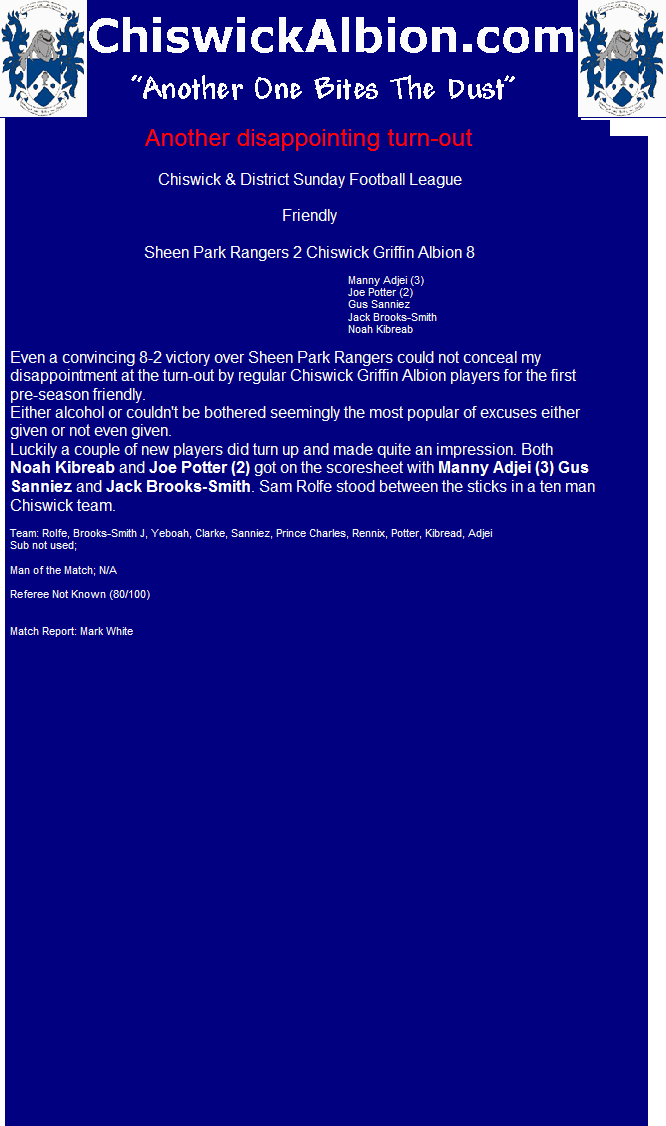 ChiswickAlbion.com
"Another One Bites The Dust"
Another disappointing turn-out
Chiswick & District Sunday Football League
Friendly
Sheen Park Rangers 2 Chiswick Griffin Albion 8
Manny Adjei (3)
Joe Potter (2)
Gus Sanniez
Jack Brooks-Smith
Noah Kibreab
Even a convincing 8-2 victory over Sheen Park Rangers could not conceal my
disappointment at the turn-out by regular Chiswick Griffin Albion players for the first
pre-season friendly.
Either alcohol or couldn't be bothered seemingly the most popular of excuses either
given or not even given.
Luckily a couple of new players did turn up and made quite an impression. Both
Noah Kibreab and Joe Potter (2) got on the scoresheet with Manny Adjei (3) Gus
Sanniez and Jack Brooks-Smith. Sam Rolfe stood between the sticks in a ten man
Chiswick team.
Team: Rolfe, Brooks-Smith J, Yeboah, Clarke, Sanniez, Prince Charles, Rennix, Potter, Kibread, Adjei
Sub not used;
Man of the Match; N/A
Referee Not Known (80/100)
Match Report: Mark White